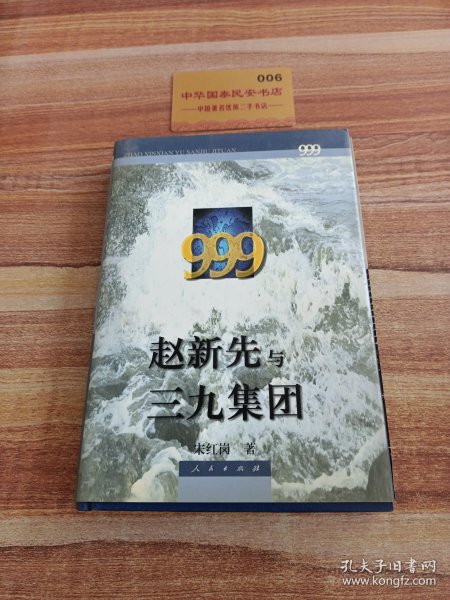 006
中华国泰民安书店
中国著名优质二手书店
ZHAO XINXIAN YU SANJIU JITUAN
999
999
赵新先与
三九集团
宋红岗 著
人民出版社
孔夫子旧书网
www.kongfz.com